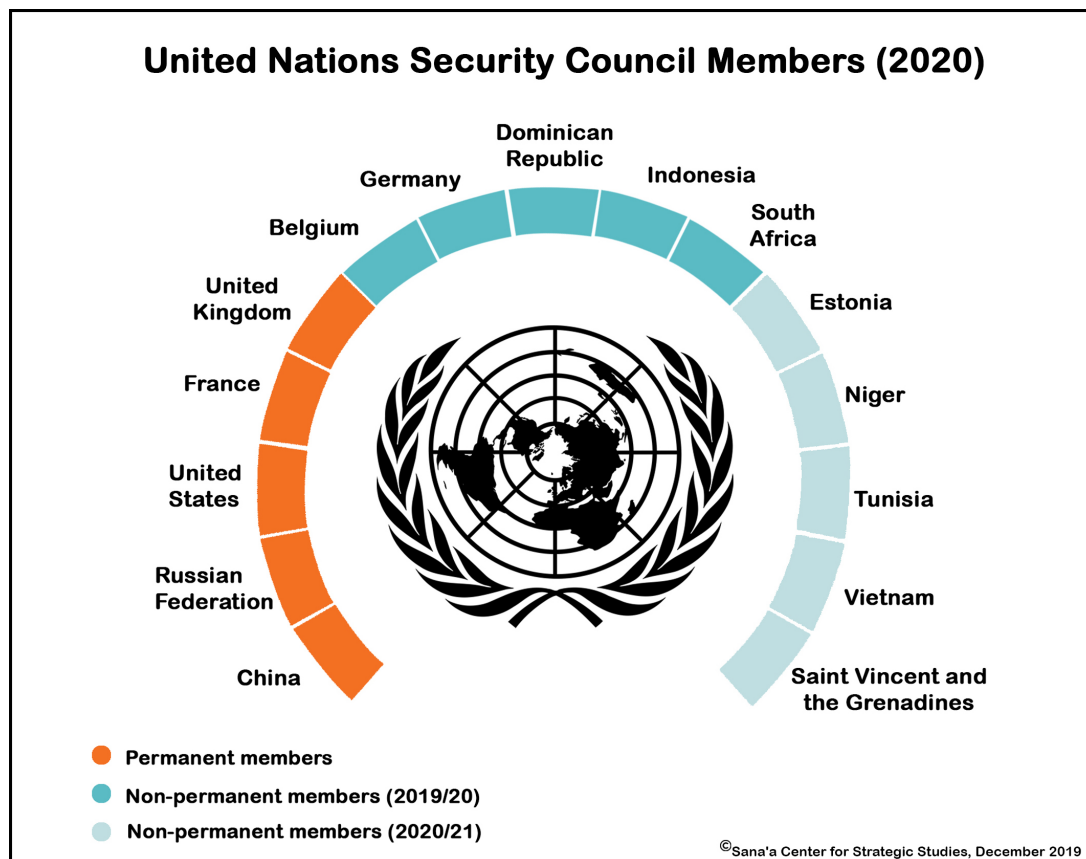 United Nations Security Council Members (2020)
Dominican
Republic
Germany
Indonesia
Belgium
South
Africa
United
Kingdom
Estonia
France
Niger
United
States
Tunisia
Russian
Federation
Vietnam
China
Saint Vincent and
the Grenadines
Permanent members
Non-permanent members (2019/20)
Non-permanent members (2020/21)
©Sana'a Center for Strategic Studies, December 2019